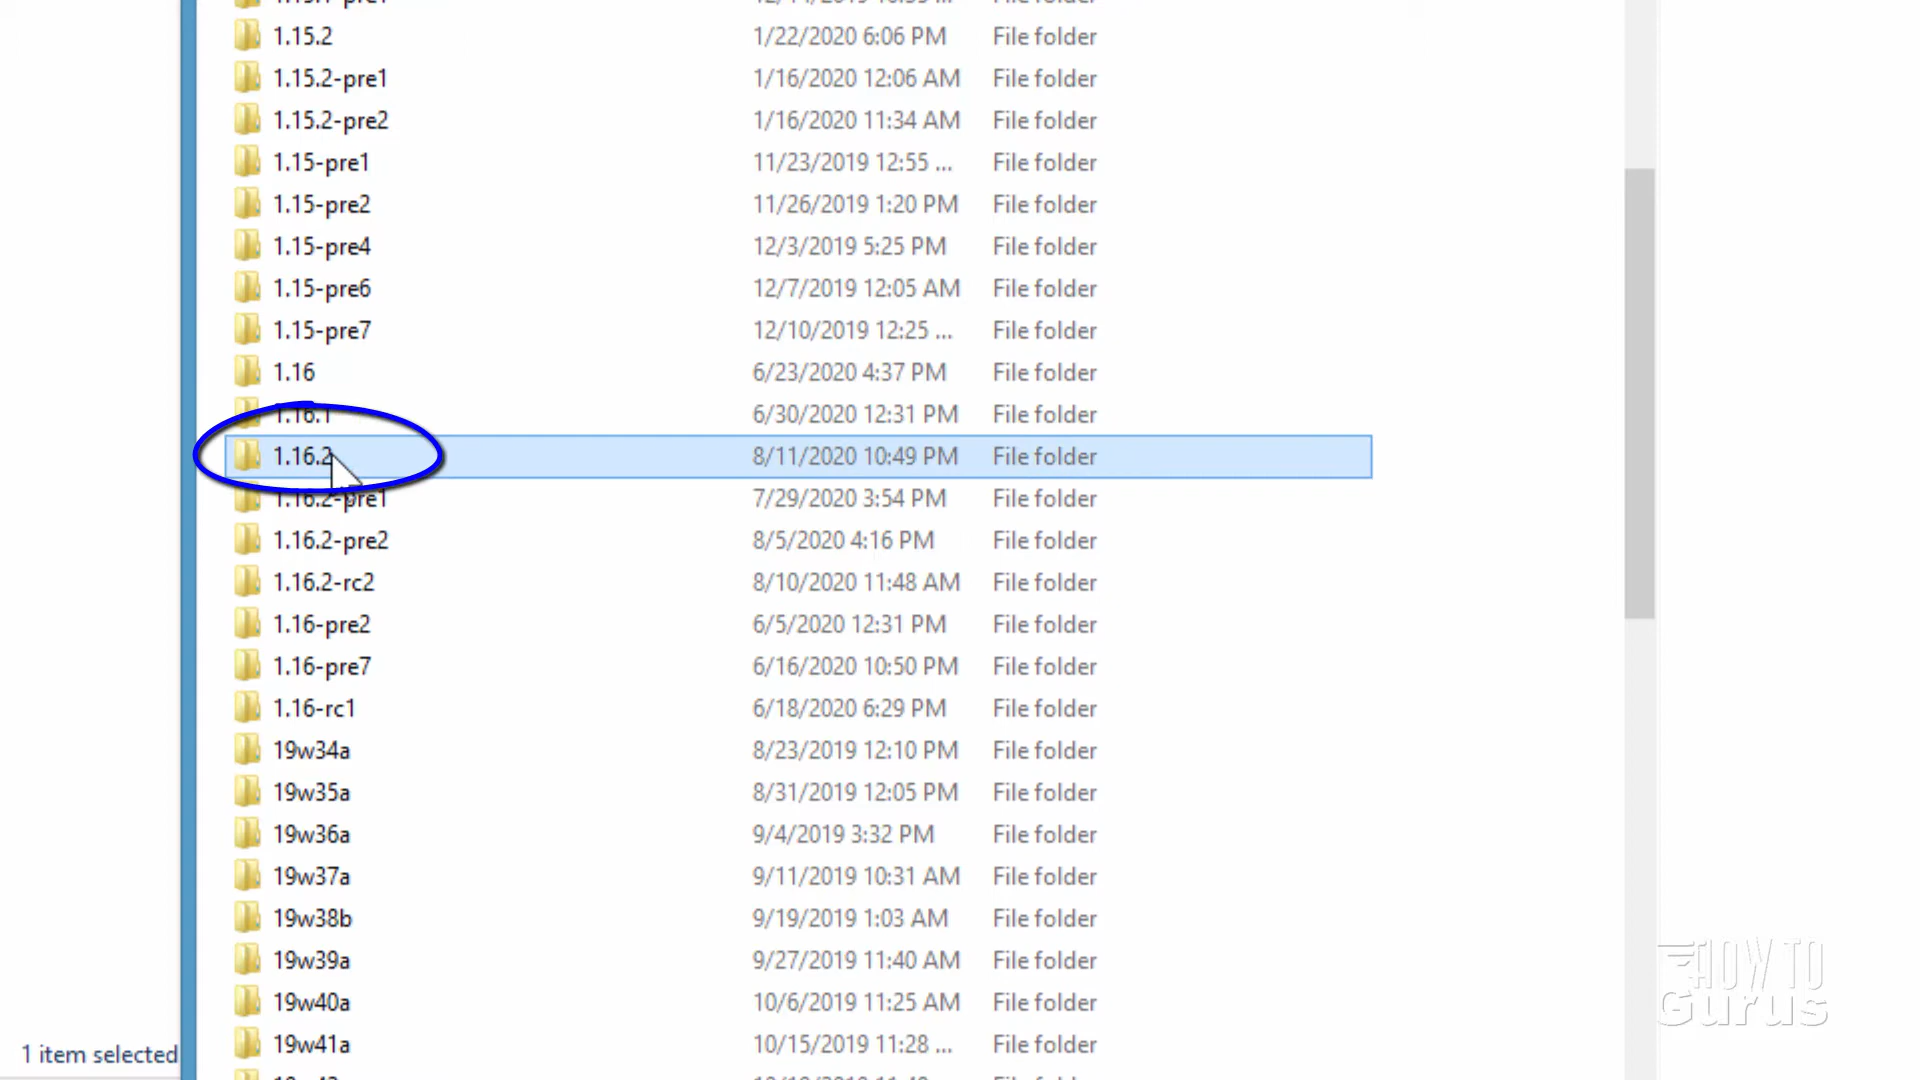 1.15.2 1/22/2020 6:06 PM File folder
1.15.2-pre1 1/16/2020 12:06 AM File folder
1.15.2-pre2 1/16/2020 11:34 AM File folder
1.15-pre1 11/23/2019 12:55 ... File folder
1.15-pre2 11/26/2019 1:20 PM File folder
1.15-pre4 12/3/2019 5:25 PM File folder
1.15-pre6 12/7/2019 12:05 AM File folder
1.15-pre7 12/10/2019 12:25 ... File folder
1.16 6/23/2020 4:37 PM File folder
1.16.1 6/30/2020 12:31 PM File folder
1.16.2 8/11/2020 10:49 PM File folder
1.16.2-pre1 7/29/2020 3:54 PM File folder
1.16.2-pre2 8/5/2020 4:16 PM File folder
1.16.2-rc2 8/10/2020 11:48 AM File folder
1.16-pre2 6/5/2020 12:31 PM File folder
1.16-pre7 6/16/2020 10:50 PM File folder
1.16-rc1 6/18/2020 6:29 PM File folder
19w34a 8/23/2019 12:10 PM File folder
19w35a 8/31/2019 12:05 PM File folder
19w36a 9/4/2019 3:32 PM File folder
19w37a 9/11/2019 10:31 AM File folder
19w38b 9/19/2019 1:03 AM File folder
19w39a 9/27/2019 11:40 AM File folder
19w40a 10/6/2019 11:25 AM File folder
19w41a 10/15/2019 11:28 ... File folder
1 item selected
HOW TO
Gurus